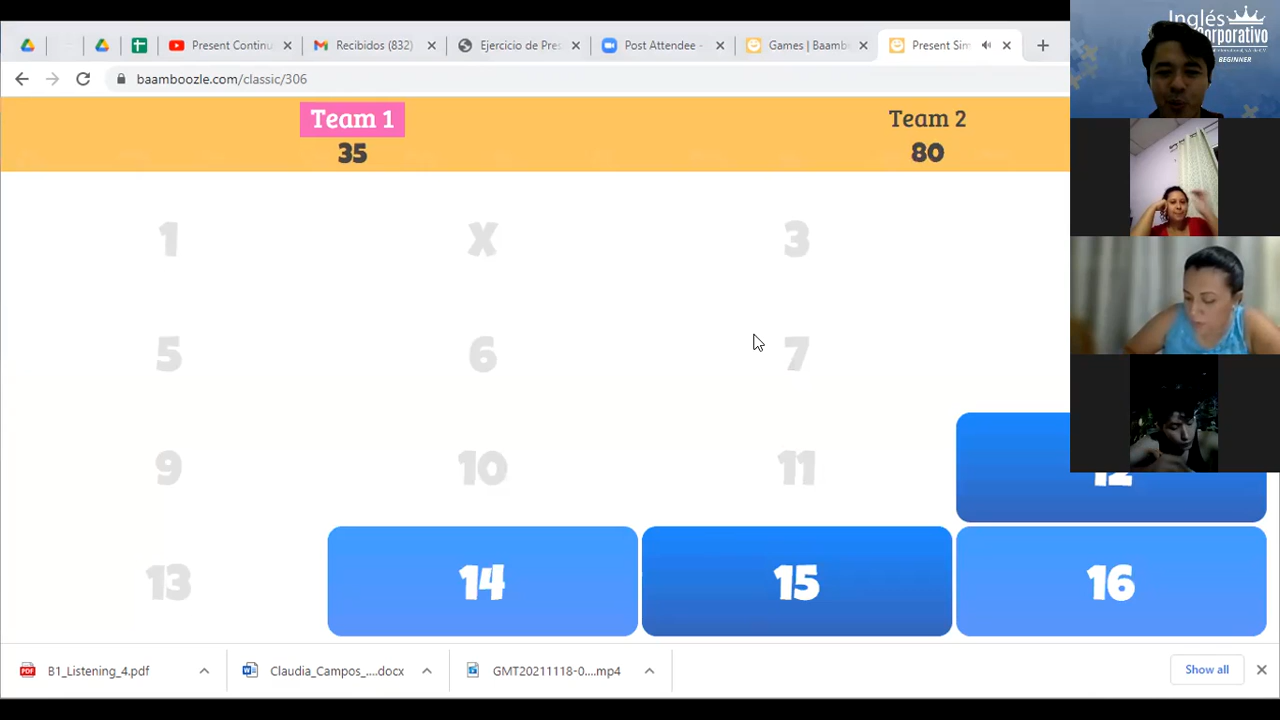 Present Continu
Recibidos (832)
Ejercicio de Pres
Post Attendee -
Games | Baamb
Present Sim
baamboozle.com/classic/306
Inglés
Corporativo
BEGINNER
Team 1
35
Team 2
80
1
X
3
5
6
7
9
10
11
12
13
14
15
16
B1_Listening_4.pdf
Claudia_Campos_....docx
GMT20211118-0....mp4
Show all